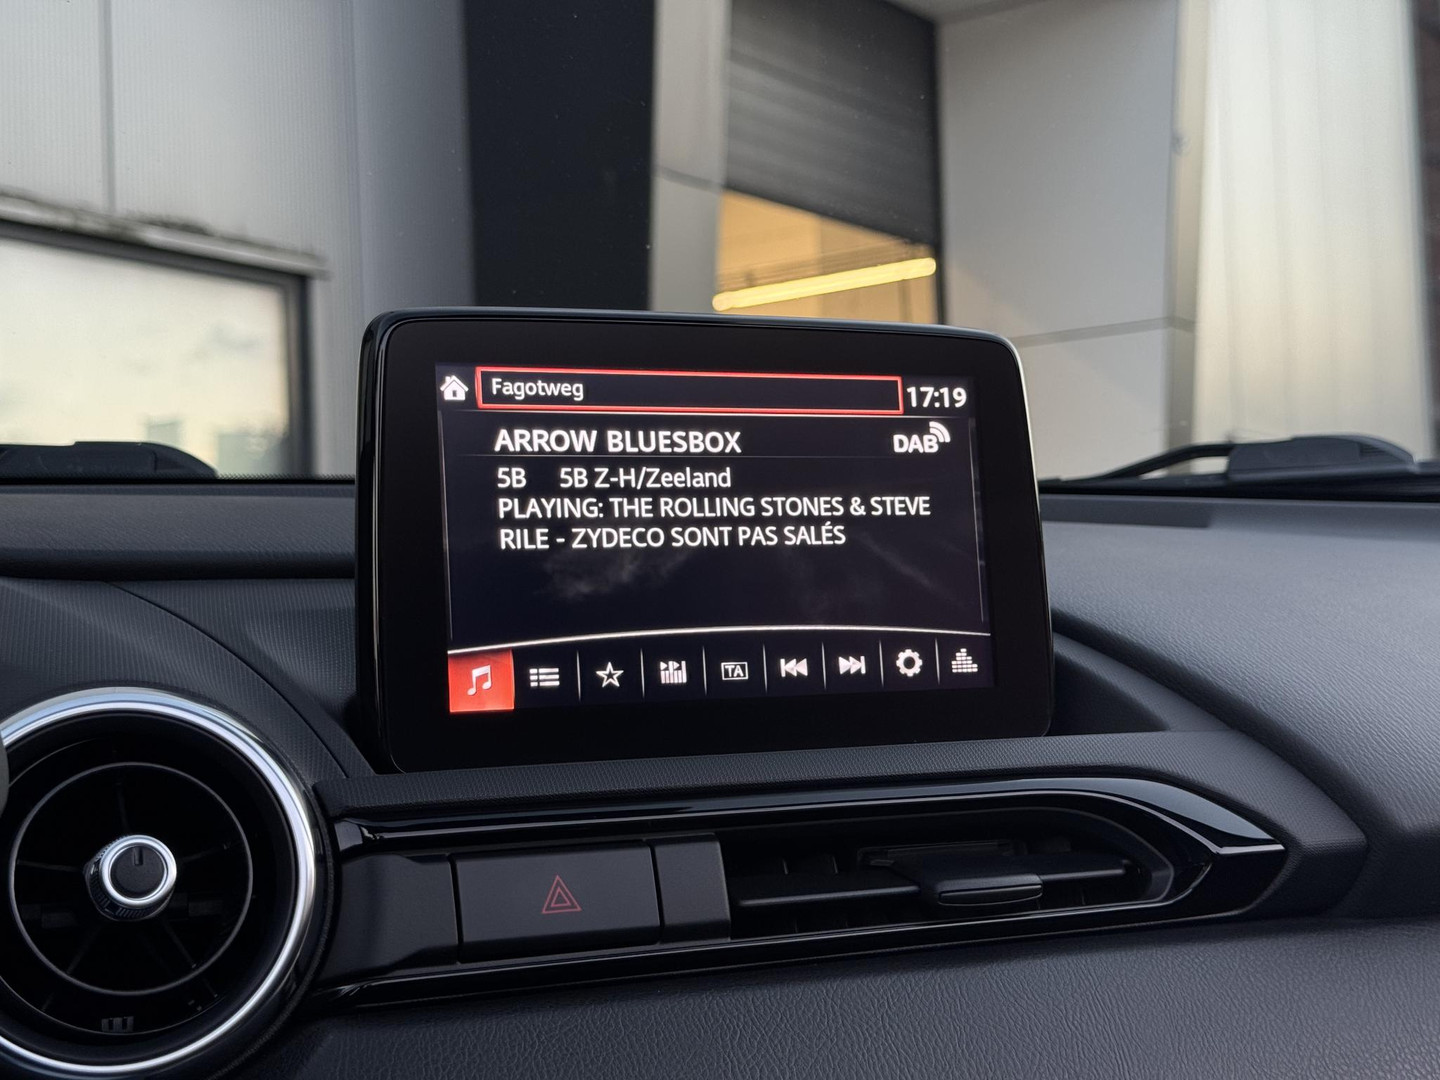 Fagotweg 17:19
ARROW BLUESBOX DAB
5B 5B Z-H/Zeeland
PLAYING: THE ROLLING STONES & STEVE
RILE - ZYDECO SONT PAS SALÉS
TA